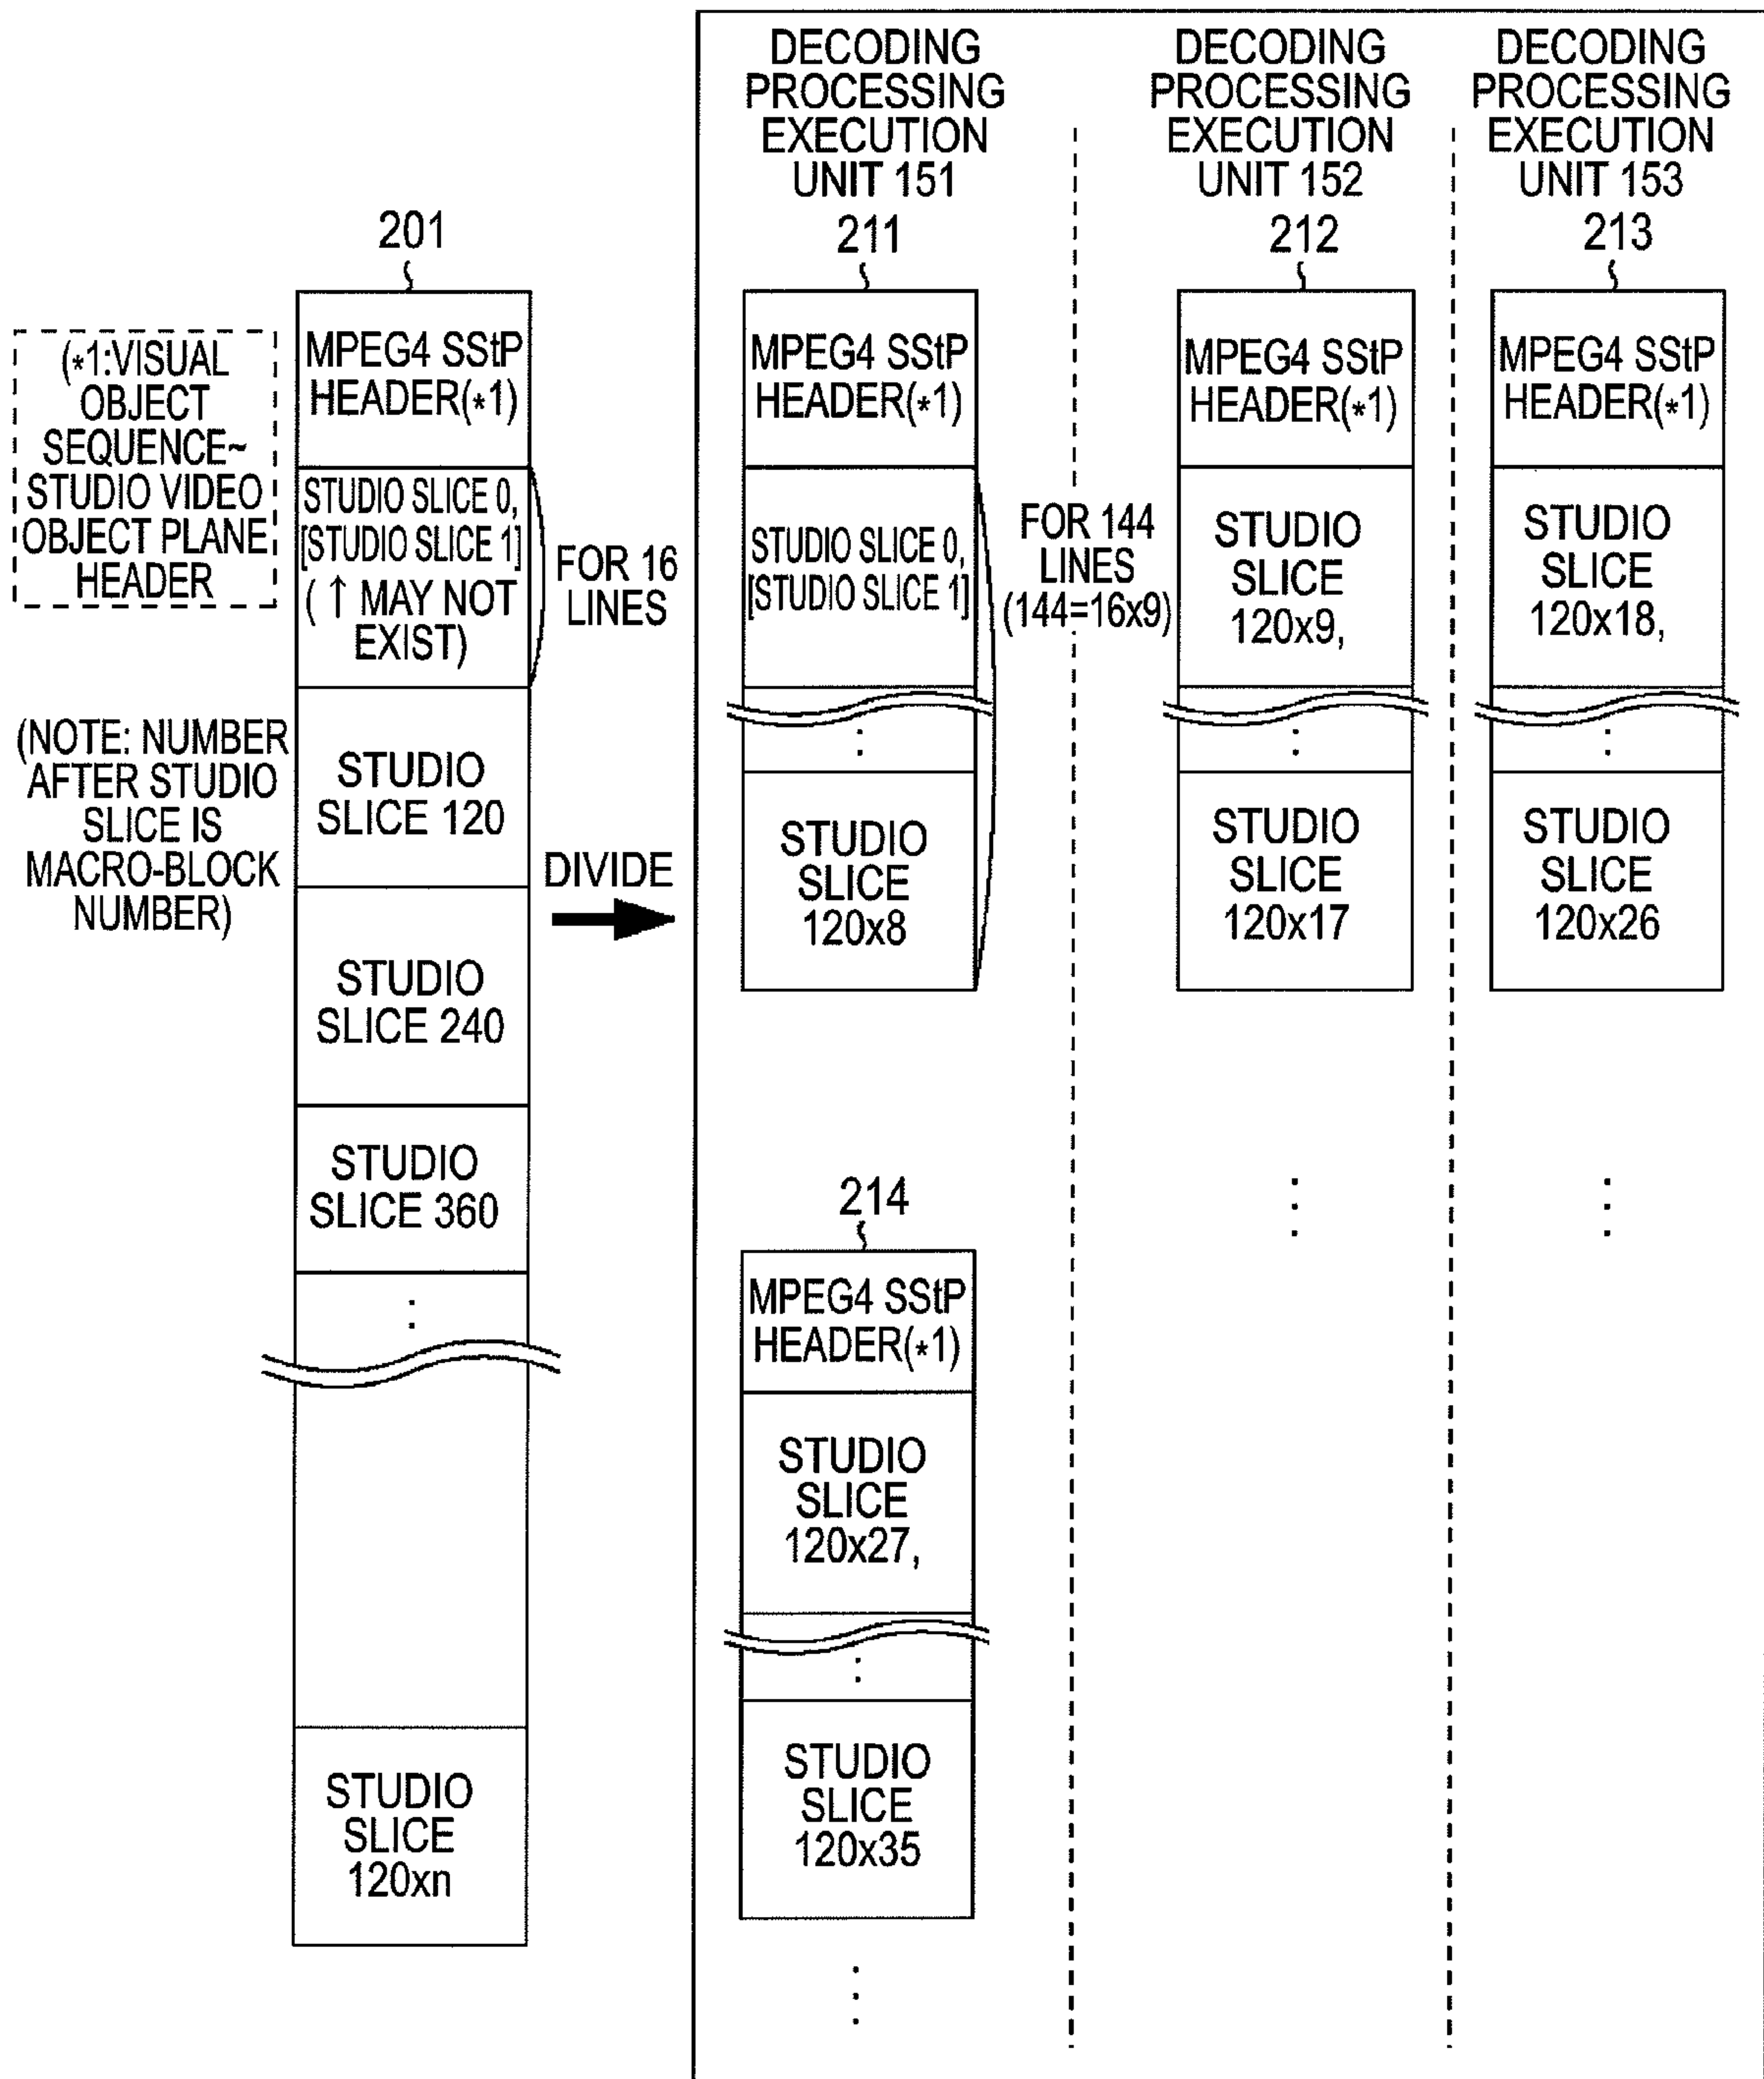 DECODING
PROCESSING
EXECUTION
UNIT 151
DECODING
PROCESSING
EXECUTION
UNIT 152
DECODING
PROCESSING
EXECUTION
UNIT 153
201
211
212
213
(*1:VISUAL
OBJECT
SEQUENCE~
STUDIO VIDEO
OBJECT PLANE
HEADER
(NOTE: NUMBER
AFTER STUDIO
SLICE IS
MACRO-BLOCK
NUMBER)
MPEG4 SStP
HEADER(*1)
STUDIO SLICE 0,
[STUDIO SLICE 1]
( ↑ MAY NOT
EXIST)
FOR 16
LINES
STUDIO
SLICE 120
STUDIO
SLICE 240
STUDIO
SLICE 360
:
STUDIO
SLICE
120xn
DIVIDE
MPEG4 SStP
HEADER(*1)
STUDIO SLICE 0,
[STUDIO SLICE 1]
:
STUDIO
SLICE
120x8
FOR 144
LINES
(144=16x9)
MPEG4 SStP
HEADER(*1)
STUDIO
SLICE
120x9,
:
STUDIO
SLICE
120x17
MPEG4 SStP
HEADER(*1)
STUDIO
SLICE
120x18,
:
STUDIO
SLICE
120x26
214
MPEG4 SStP
HEADER(*1)
STUDIO
SLICE
120x27,
:
STUDIO
SLICE
120x35